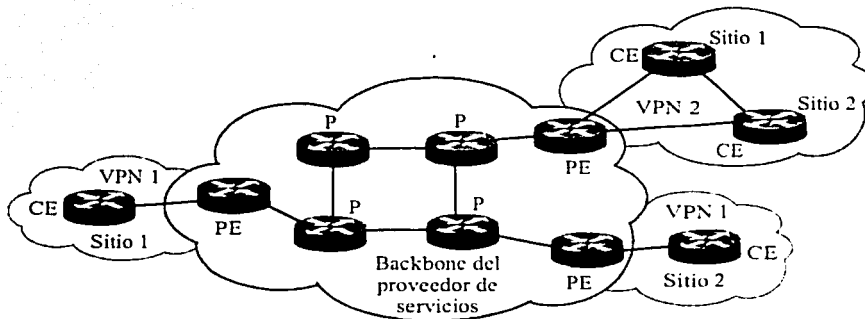 Sitio 1
CE
P
P
VPN 2
Sitio 2
PE
CE
VPN 1
CE
Sitio 1
PE
P
P
VPN 1
CE
Sitio 2
PE
Backbone del
proveedor de
servicios